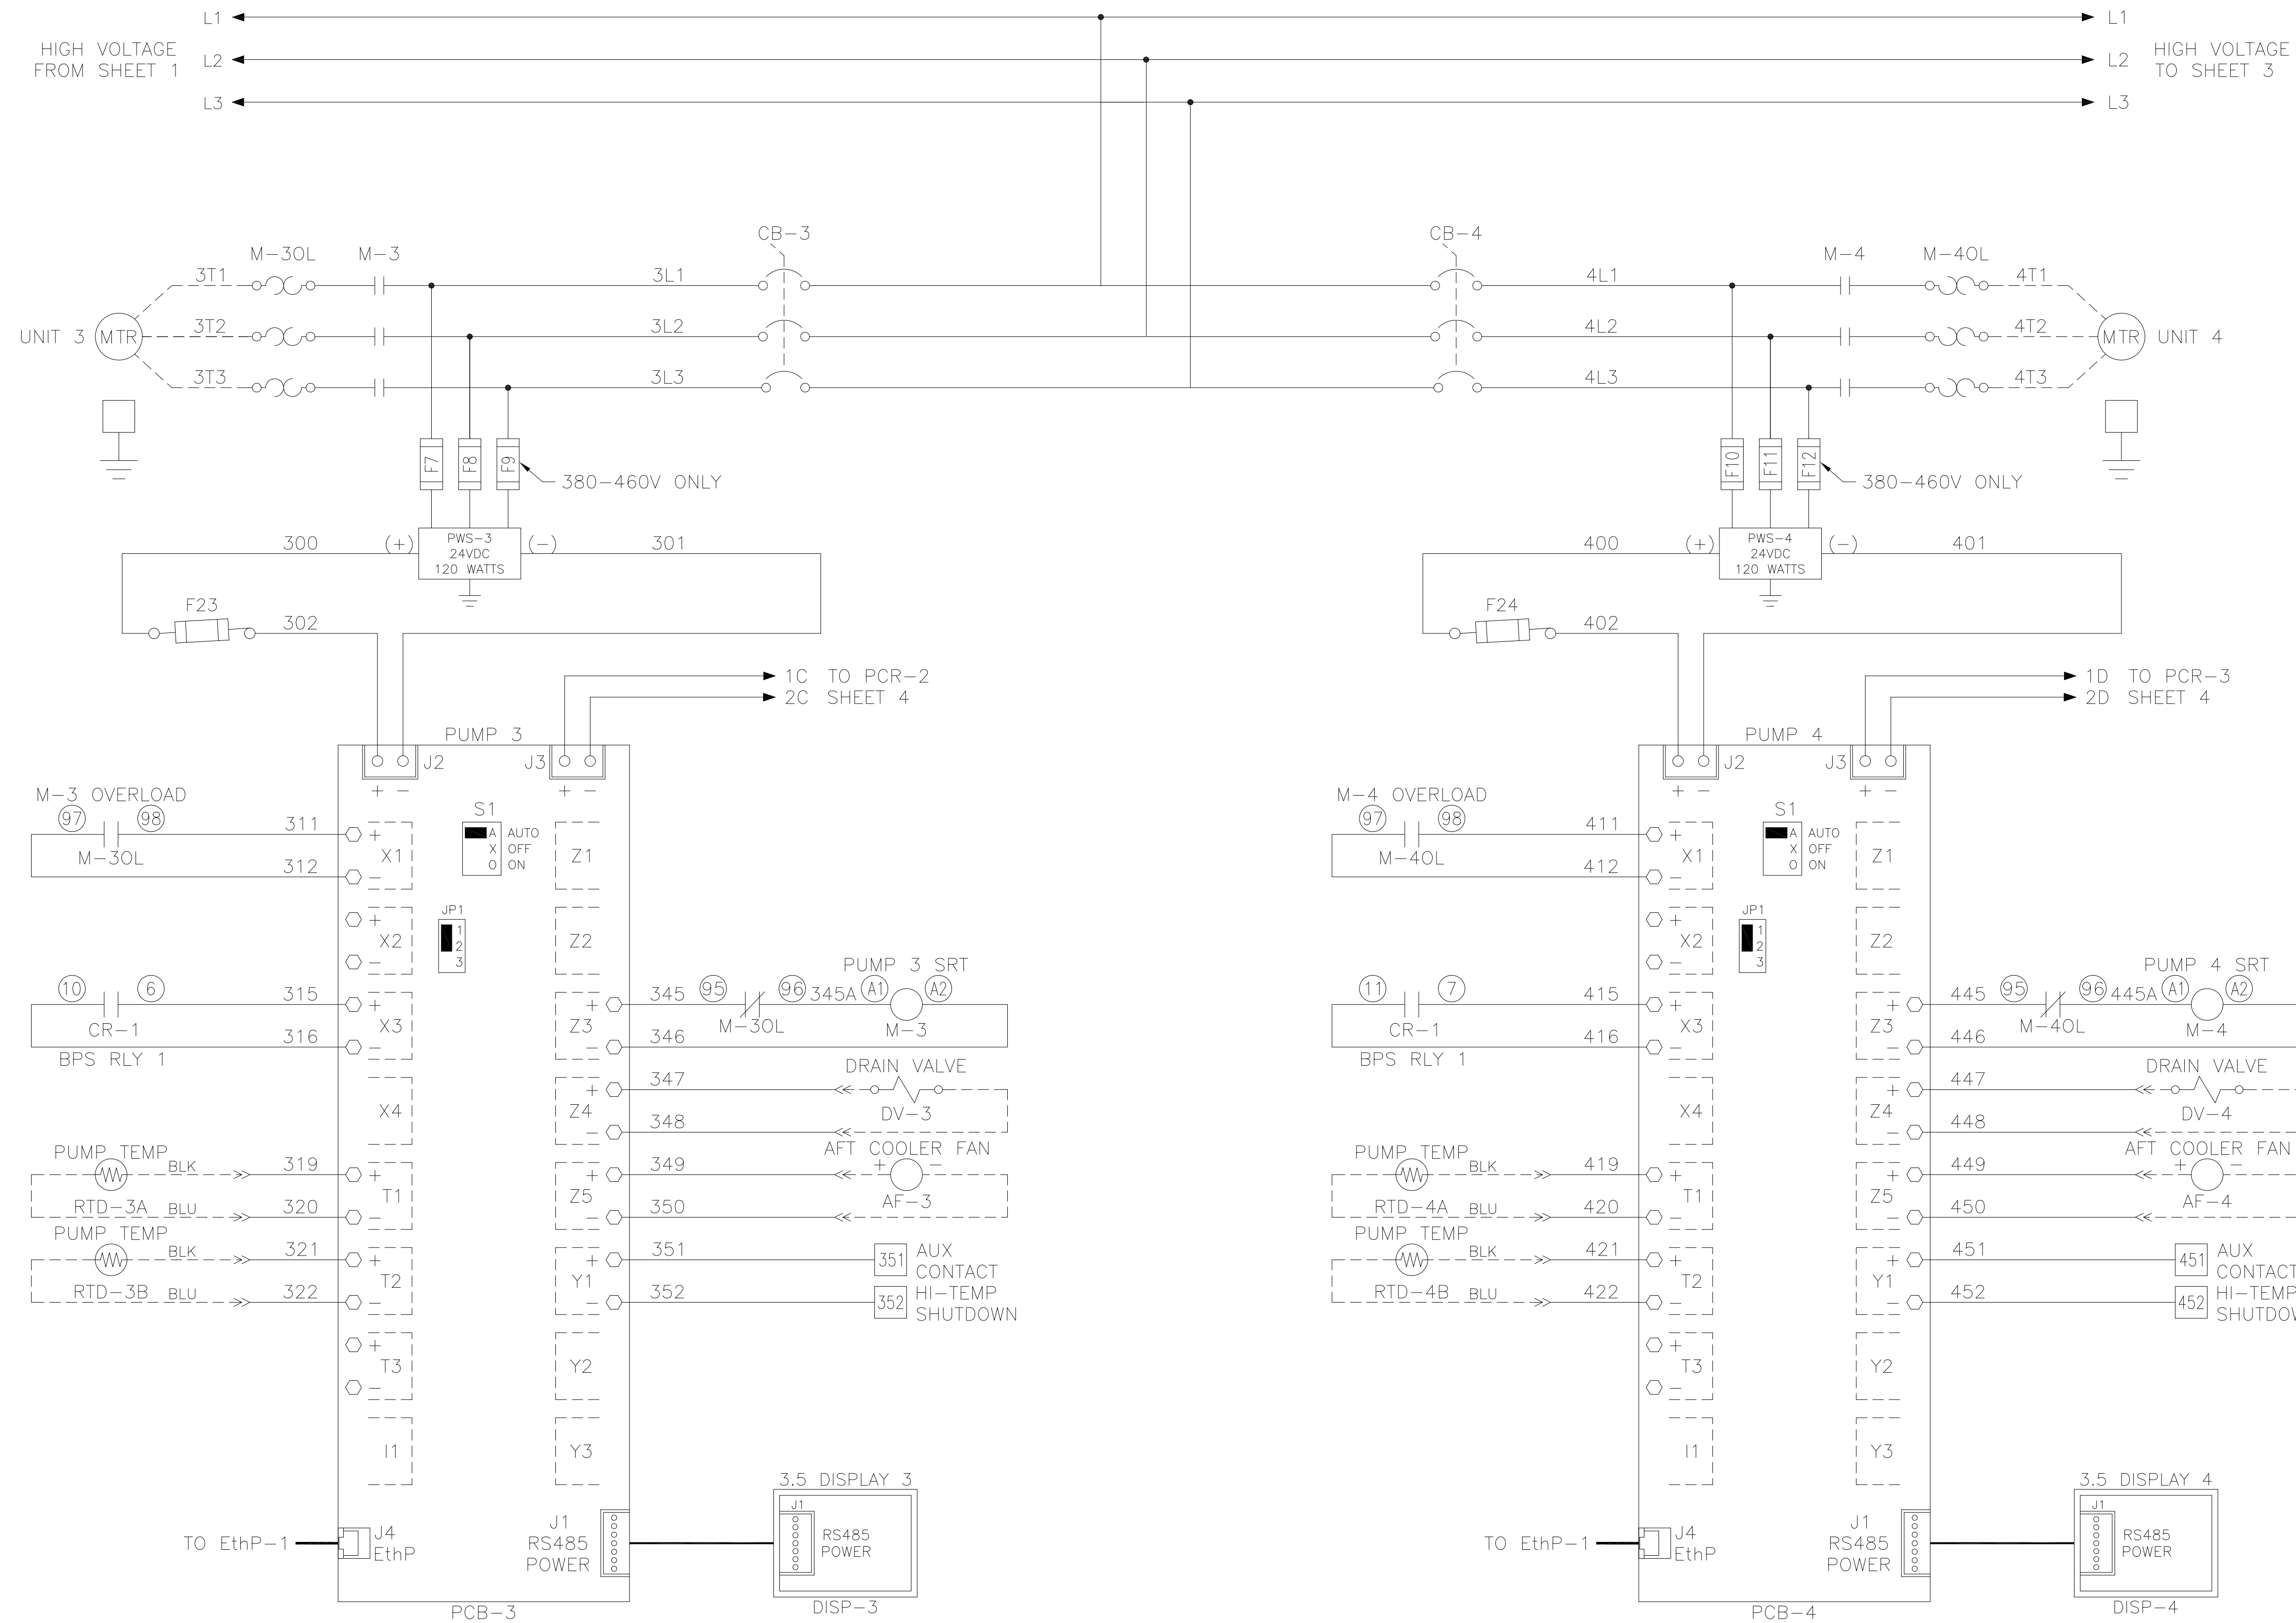 L1 L1
HIGH VOLTAGE
FROM SHEET 1
L2 L2
HIGH VOLTAGE
TO SHEET 3
L3 L3
CB-3
CB-4
M-3OL M-3
M-4 M-4OL
3T1 3L1 4L1 4T1
UNIT 3 MTR 3T2 3L2 4L2 4T2 MTR UNIT 4
3T3 3L3 4L3 4T3
F7 F8 F9
380-460V ONLY
F10 F11 F12
380-460V ONLY
300 (+)
PWS-3
24VDC
120 WATTS
(-) 301
400 (+)
PWS-4
24VDC
120 WATTS
(-) 401
F23
302
F24
402
1C TO PCR-2
2C SHEET 4
1D TO PCR-3
2D SHEET 4
PUMP 3
J2 J3
+ - + -
M-3 OVERLOAD
97 98 311
M-3OL
312
+ X1 -
S1
A AUTO
X OFF
O ON
Z1
+ X2 -
JP1
1
2
3
Z2
10 6 315
CR-1
316
BPS RLY 1
+ X3 -
+ Z3 -
PUMP 3 SRT
345 95 96 345A A1 A2
M-3OL M-3
346
X4
+ Z4 -
347
DRAIN VALVE
DV-3
348
PUMP TEMP
BLK 319
RTD-3A BLU 320
+ T1 -
+ Z5 -
AFT COOLER FAN
349 + -
AF-3
350
PUMP TEMP
BLK 321
RTD-3B BLU 322
+ T2 -
+ Y1 -
351 351 AUX
CONTACT
352 352 HI-TEMP
SHUTDOWN
+ T3 -
Y2
I1
Y3
TO EthP-1
J4
EthP
J1
RS485
POWER
3.5 DISPLAY 3
J1
RS485
POWER
DISP-3
PCB-3
PUMP 4
J2 J3
+ - + -
M-4 OVERLOAD
97 98 411
M-4OL
412
+ X1 -
S1
A AUTO
X OFF
O ON
Z1
+ X2 -
JP1
1
2
3
Z2
11 7 415
CR-1
416
BPS RLY 1
+ X3 -
+ Z3 -
PUMP 4 SRT
445 95 96 445A A1 A2
M-4OL M-4
446
X4
+ Z4 -
447
DRAIN VALVE
DV-4
448
PUMP TEMP
BLK 419
RTD-4A BLU 420
+ T1 -
+ Z5 -
AFT COOLER FAN
449 + -
AF-4
450
PUMP TEMP
BLK 421
RTD-4B BLU 422
+ T2 -
+ Y1 -
451 451 AUX
CONTACT
452 452 HI-TEMP
SHUTDOW
+ T3 -
Y2
I1
Y3
TO EthP-1
J4
EthP
J1
RS485
POWER
3.5 DISPLAY 4
J1
RS485
POWER
DISP-4
PCB-4